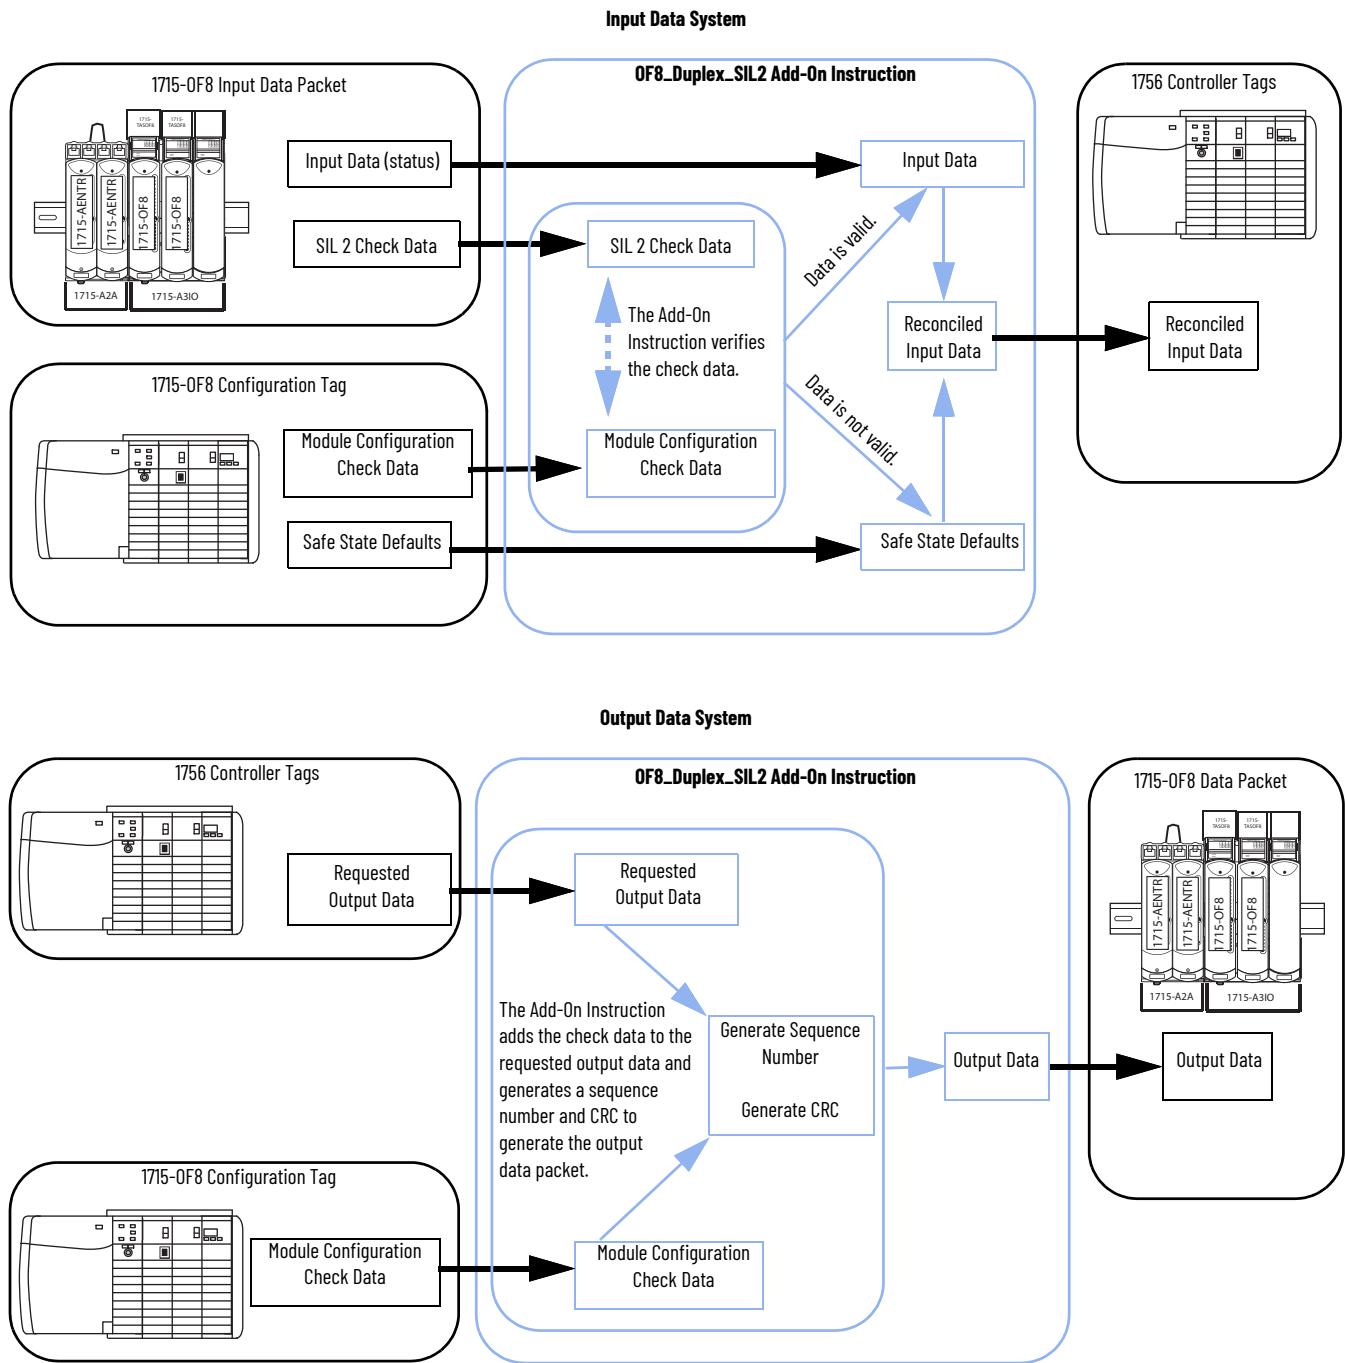 Input Data System
1715-OF8 Input Data Packet
1715-
TASOF8
1715-
TASOF8
1715-AENTR
1715-AENTR
1715-OF8
1715-OF8
1715-A2A
1715-A3IO
Input Data (status)
SIL 2 Check Data
1715-OF8 Configuration Tag
Module Configuration
Check Data
Safe State Defaults
OF8_Duplex_SIL2 Add-On Instruction
SIL 2 Check Data
The Add-On
Instruction verifies
the check data.
Module Configuration
Check Data
Data is valid.
Data is not valid.
Input Data
Reconciled
Input Data
Safe State Defaults
1756 Controller Tags
Reconciled
Input Data
Output Data System
1756 Controller Tags
Requested
Output Data
1715-OF8 Configuration Tag
Module Configuration
Check Data
OF8_Duplex_SIL2 Add-On Instruction
Requested
Output Data
The Add-On Instruction
adds the check data to the
requested output data and
generates a sequence
number and CRC to
generate the output
data packet.
Generate Sequence
Number
Generate CRC
Module Configuration
Check Data
Output Data
1715-OF8 Data Packet
1715-
TASOF8
1715-
TASOF8
1715-AENTR
1715-AENTR
1715-OF8
1715-OF8
1715-A2A
1715-A3IO
Output Data